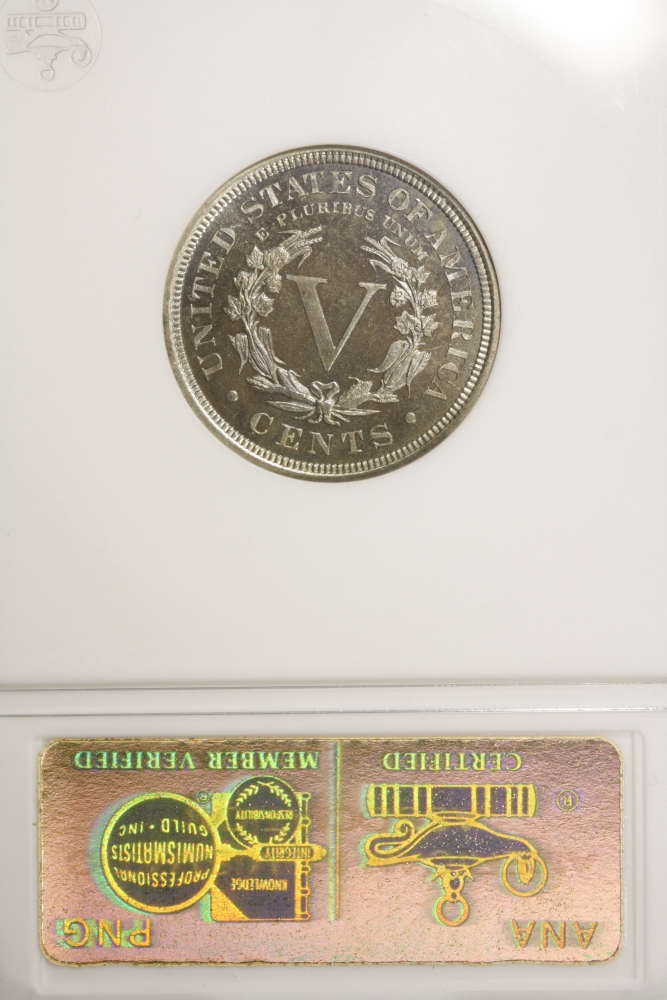 UNITED STATES OF AMERICA
E PLURIBUS UNUM
V
• CENTS •
MEMBER VERIFIED
CERTIFIED
PROFESSIONAL
NUMISMATISTS
GUILD • INC
RESPONSIBILITY
INTEGRITY
KNOWLEDGE
®
®
PNG
ANA